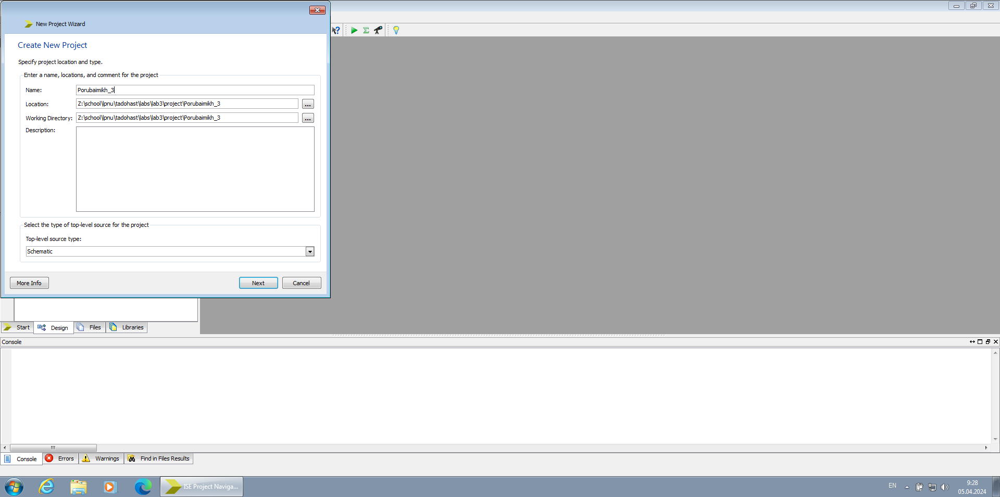 New Project Wizard
Create New Project
Specify project location and type.
Enter a name, locations, and comment for the project
Name:
Porubaimikh_3
Location:
Z:\school\lpnu\tadohast\labs\lab3\project\Porubaimikh_3
...
Working Directory:
Z:\school\lpnu\tadohast\labs\lab3\project\Porubaimikh_3
...
Description:
Select the type of top-level source for the project
Top-level source type:
Schematic
More Info
Next
Cancel
Start
Design
Files
Libraries
Console
Console
Errors
Warnings
Find in Files Results
ISE Project Naviga...
EN
9:28
05.04.2024